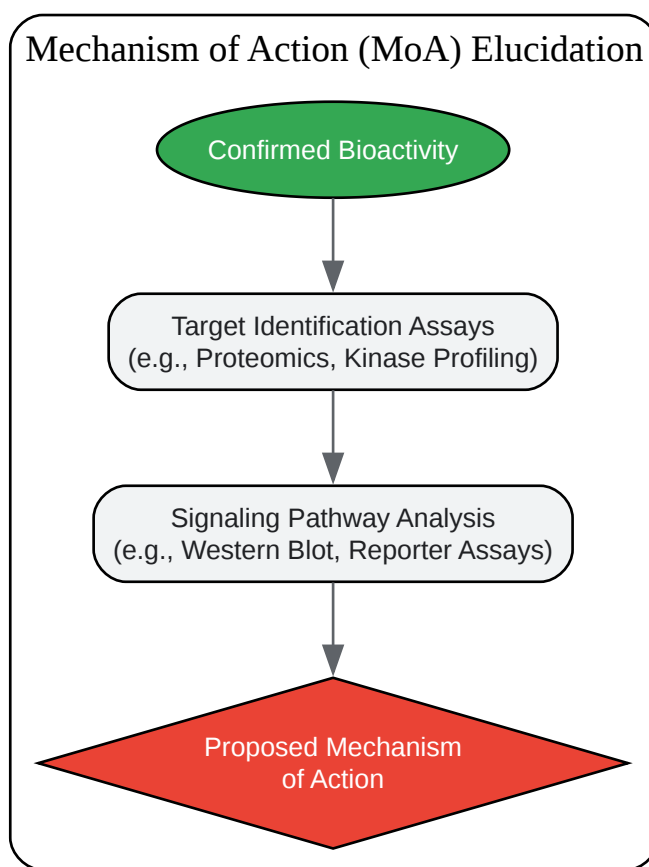 Mechanism of Action (MoA) Elucidation
Confirmed Bioactivity
Target Identification Assays
(e.g., Proteomics, Kinase Profiling)
Signaling Pathway Analysis
(e.g., Western Blot, Reporter Assays)
Proposed Mechanism
of Action